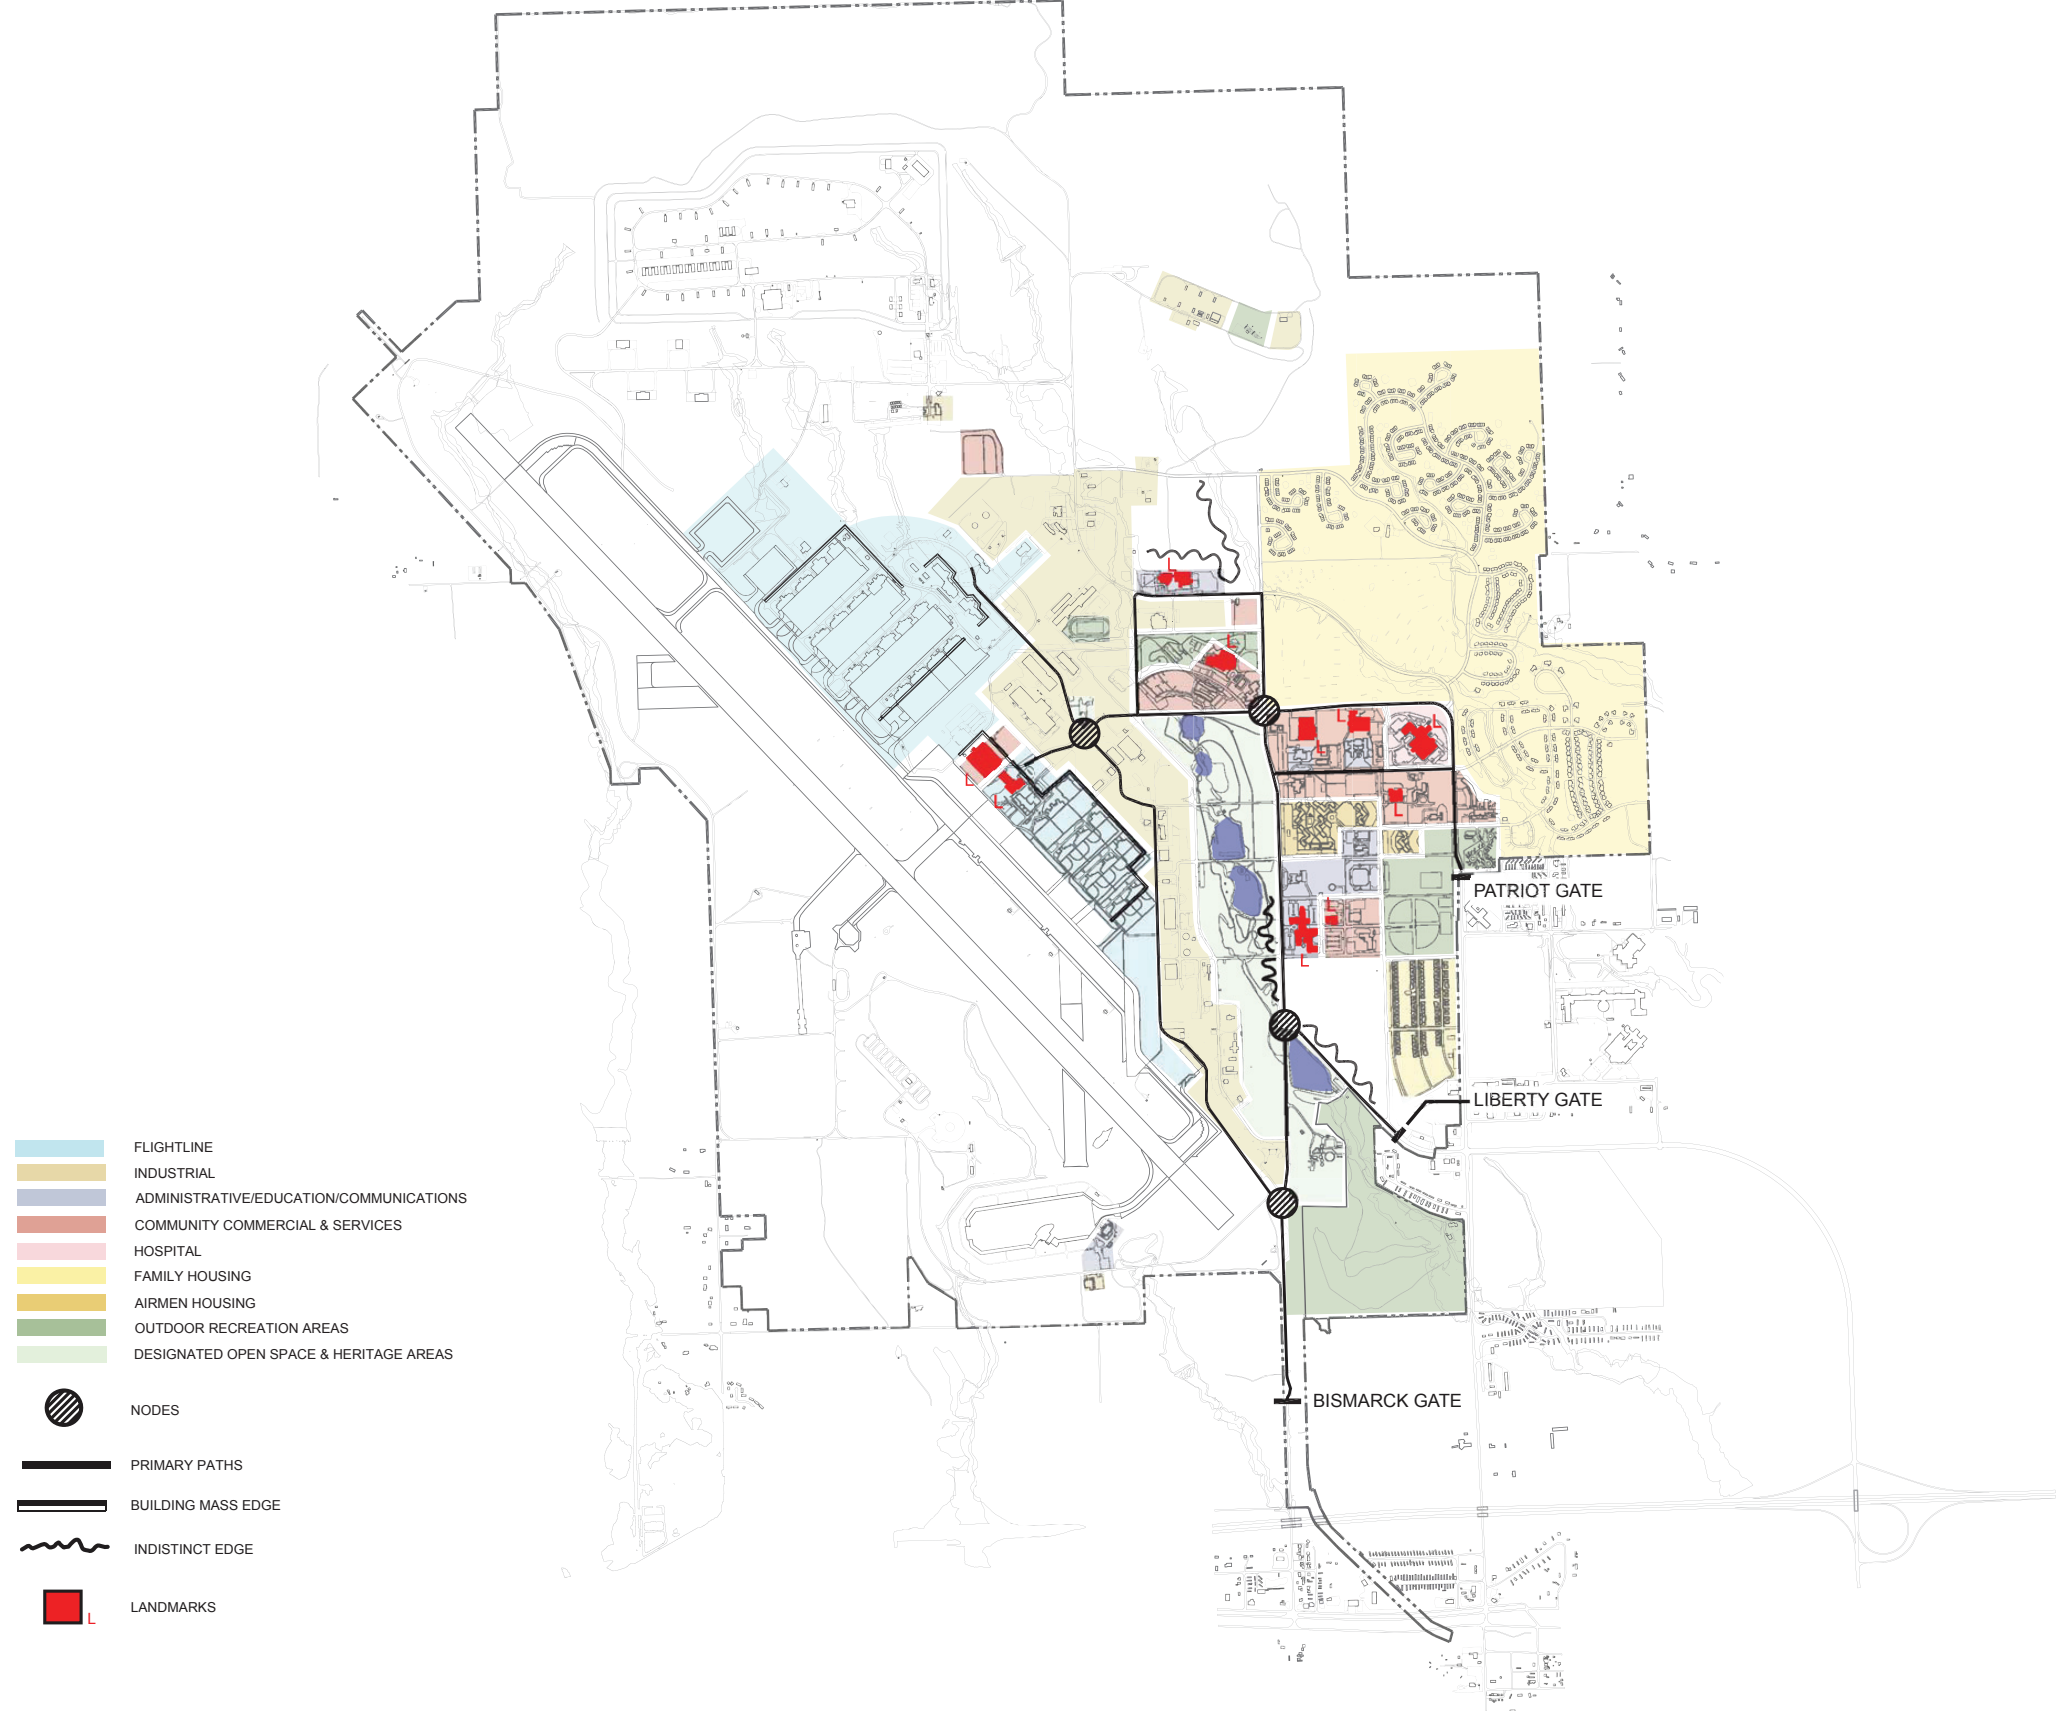 L
L
L
L
L
L
L
L
L
L
L
PATRIOT GATE
LIBERTY GATE
BISMARCK GATE
FLIGHTLINE
INDUSTRIAL
ADMINISTRATIVE/EDUCATION/COMMUNICATIONS
COMMUNITY COMMERCIAL & SERVICES
HOSPITAL
FAMILY HOUSING
AIRMEN HOUSING
OUTDOOR RECREATION AREAS
DESIGNATED OPEN SPACE & HERITAGE AREAS
NODES
PRIMARY PATHS
BUILDING MASS EDGE
INDISTINCT EDGE
LANDMARKS